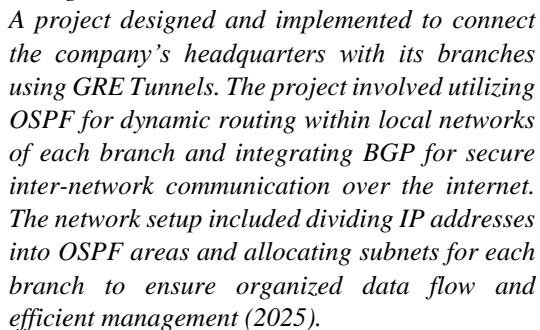 A project designed and implemented to connect
the company’s headquarters with its branches
using GRE Tunnels. The project involved utilizing
OSPF for dynamic routing within local networks
of each branch and integrating BGP for secure
inter-network communication over the internet.
The network setup included dividing IP addresses
into OSPF areas and allocating subnets for each
branch to ensure organized data flow and
efficient management (2025).